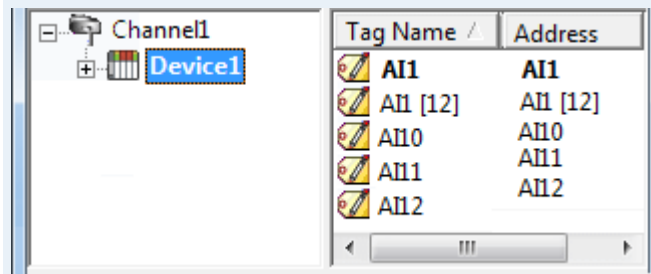 Channel1
Device1
Tag Name Address
AI1 AI1
AI1 [12] AI1 [12]
AI10 AI10
AI11 AI11
AI12 AI12